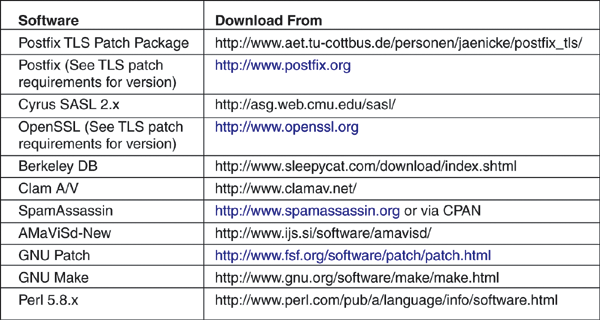 Software Download From
Postfix TLS Patch Package http://www.aet.tu-cottbus.de/personen/jaenicke/postfix_tls/
Postfix (See TLS patch http://www.postfix.org
requirements for version)
Cyrus SASL 2.x http://asg.web.cmu.edu/sasl/
OpenSSL (See TLS patch http://www.openssl.org
requirements for version)
Berkeley DB http://www.sleepycat.com/download/index.shtml
Clam A/V http://www.clamav.net/
SpamAssassin http://www.spamassassin.org or via CPAN
AMaViSd-New http://www.ijs.si/software/amavisd/
GNU Patch http://www.fsf.org/software/patch/patch.html
GNU Make http://www.gnu.org/software/make/make.html
Perl 5.8.x http://www.perl.com/pub/a/language/info/software.html